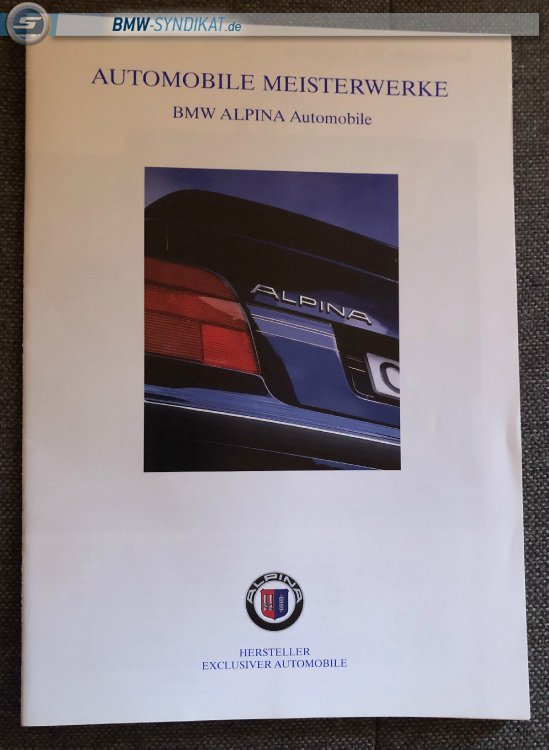 BMW-SYNDIKAT.de
AUTOMOBILE MEISTERWERKE
BMW ALPINA Automobile
ALPINA
ALPINA
HERSTELLER
EXCLUSIVER AUTOMOBILE